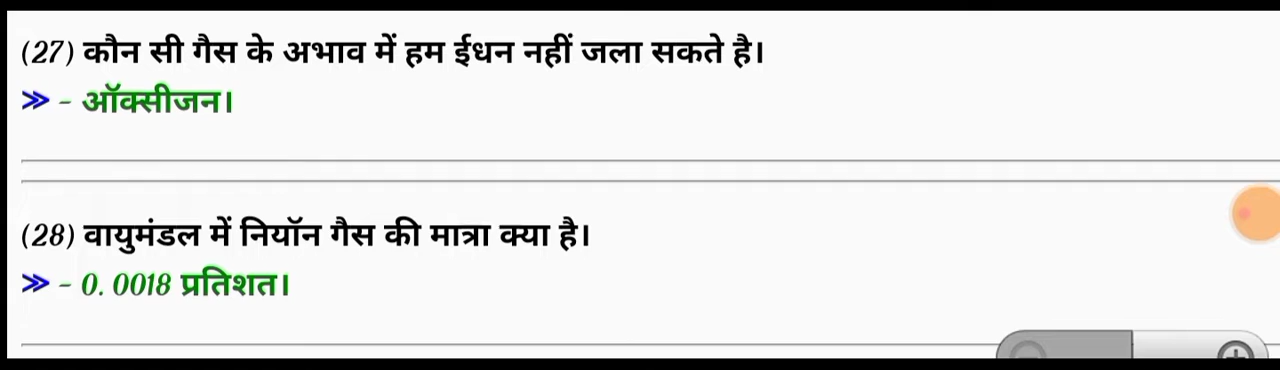 (27) कौन सी गैस के अभाव में हम ईधन नहीं जला सकते है।
≫ - ऑक्सीजन।
(28) वायुमंडल में नियॉन गैस की मात्रा क्या है।
≫ - 0. 0018 प्रतिशत।